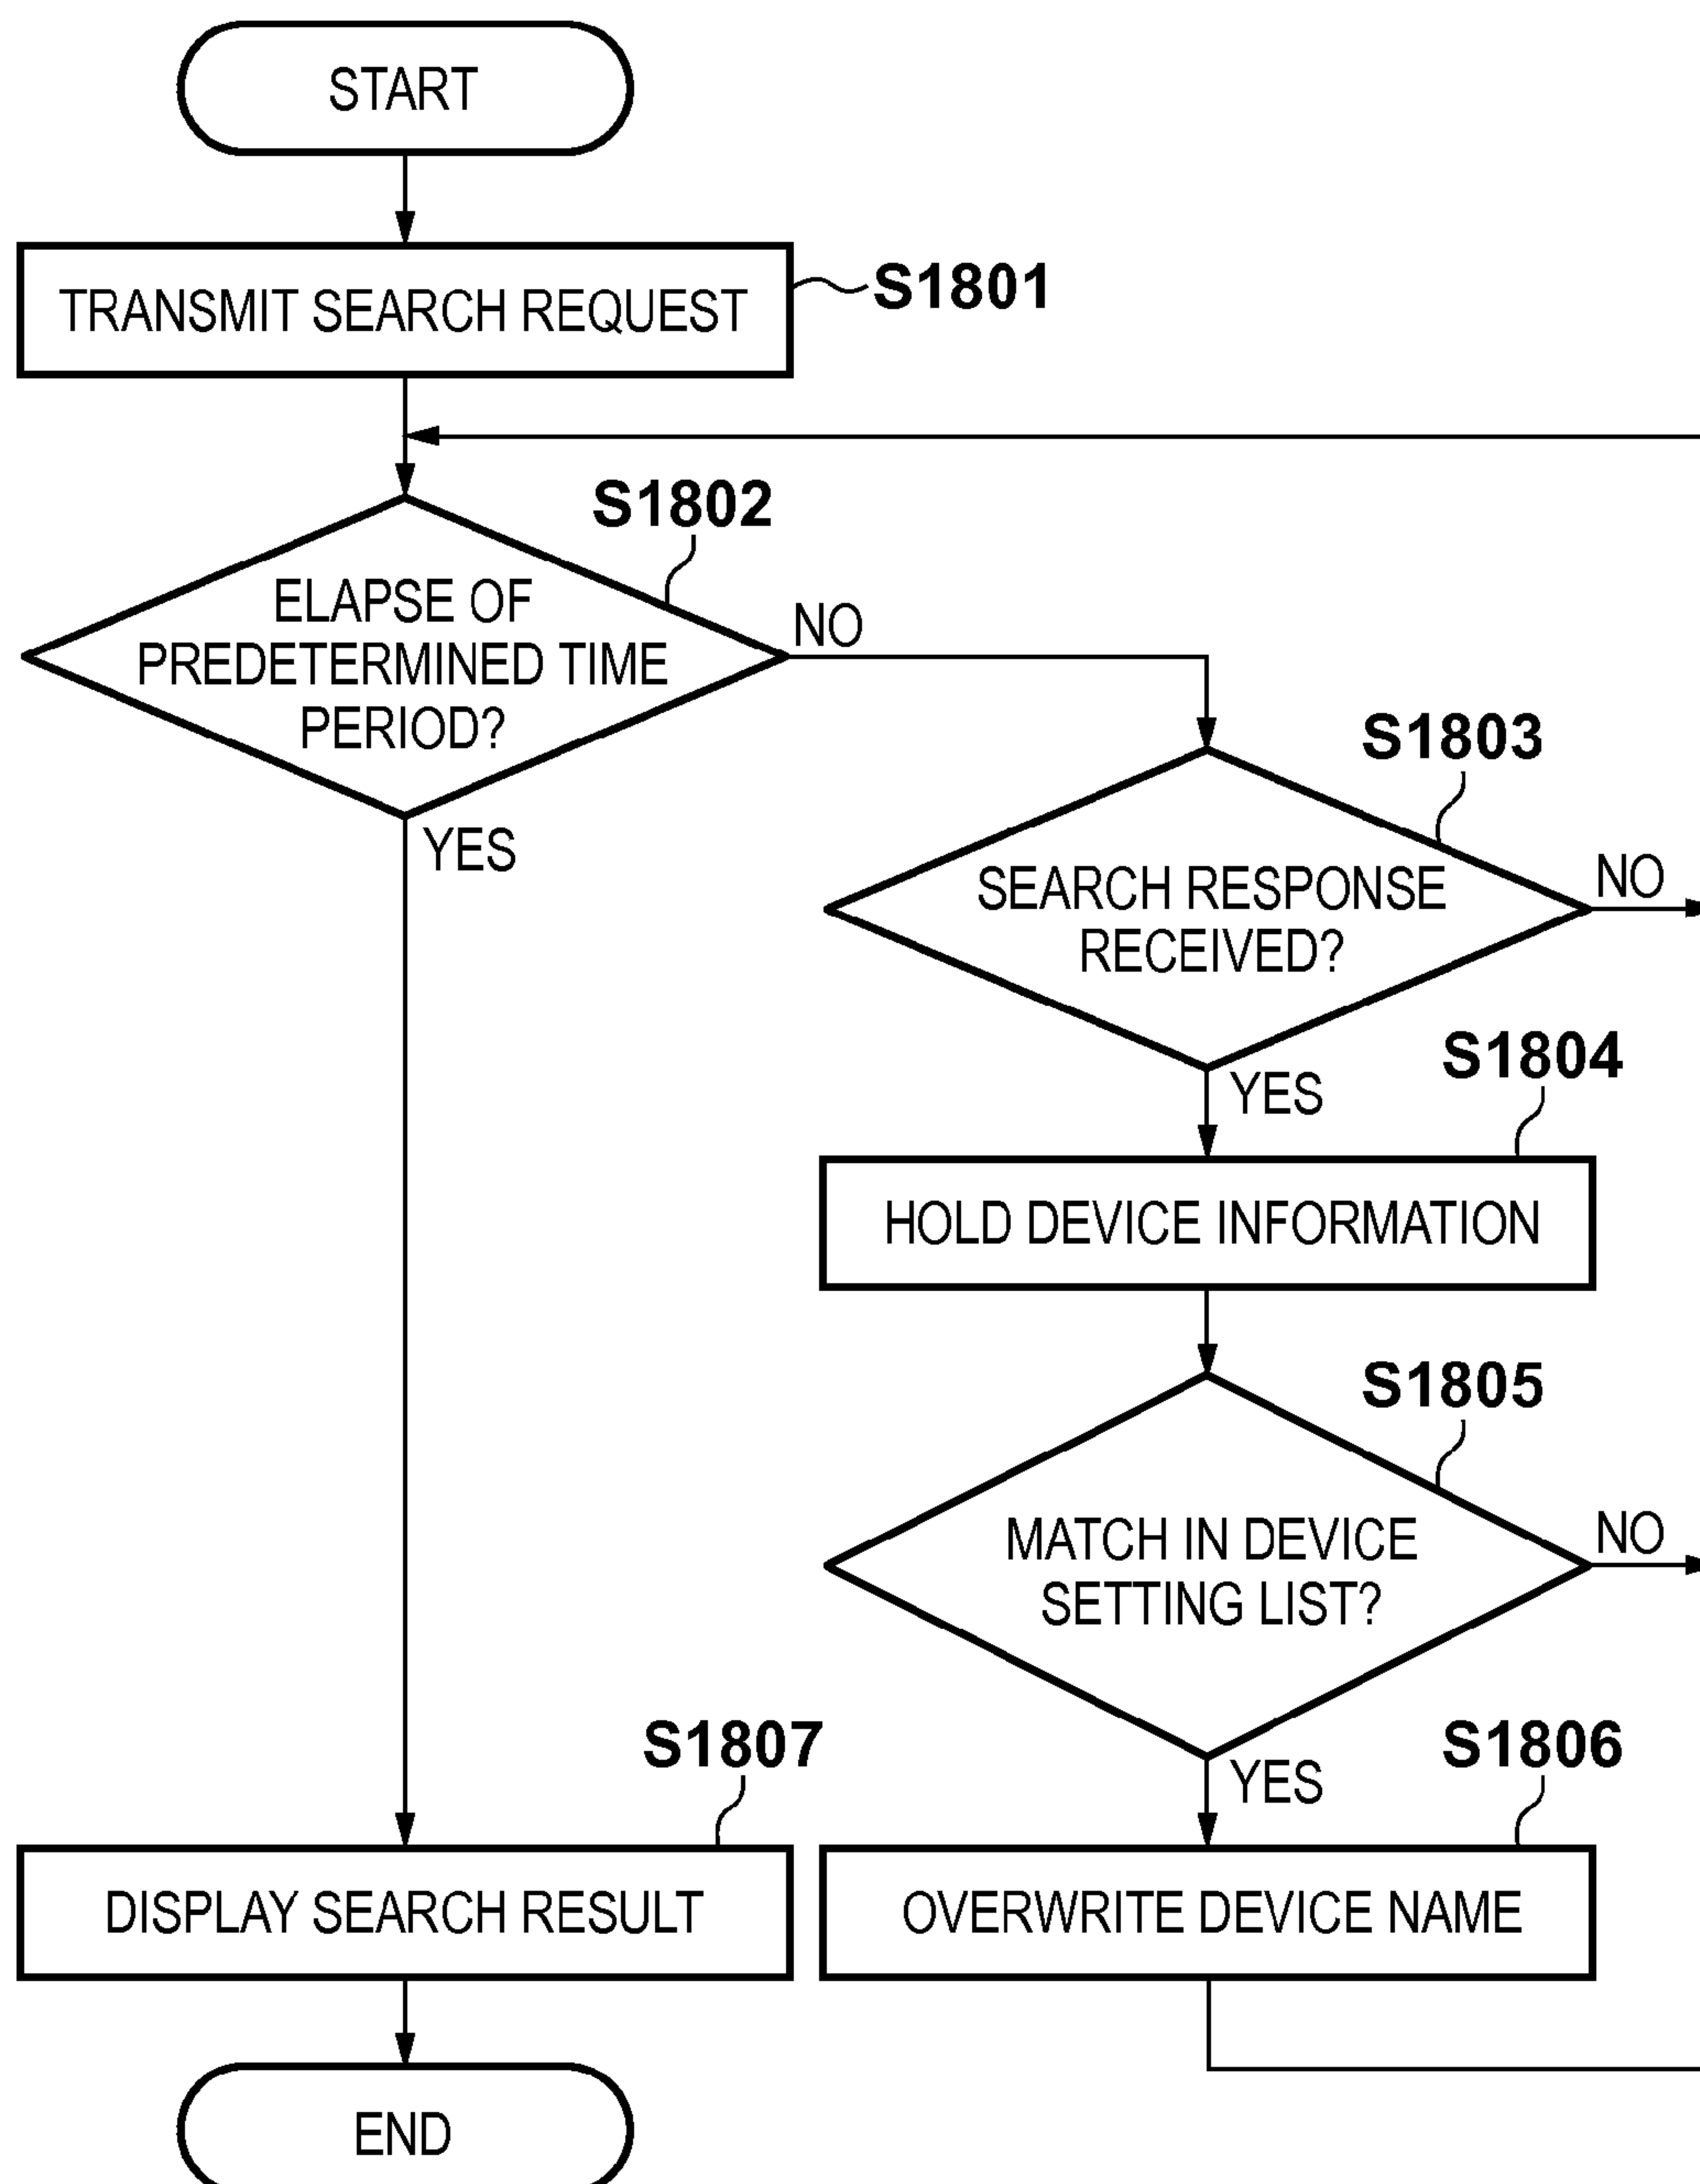 START
TRANSMIT SEARCH REQUEST
S1801
S1802
ELAPSE OF
PREDETERMINED TIME
PERIOD?
NO
YES
S1803
SEARCH RESPONSE
RECEIVED?
NO
YES
S1804
HOLD DEVICE INFORMATION
S1805
MATCH IN DEVICE
SETTING LIST?
NO
YES
S1806
OVERWRITE DEVICE NAME
S1807
DISPLAY SEARCH RESULT
END